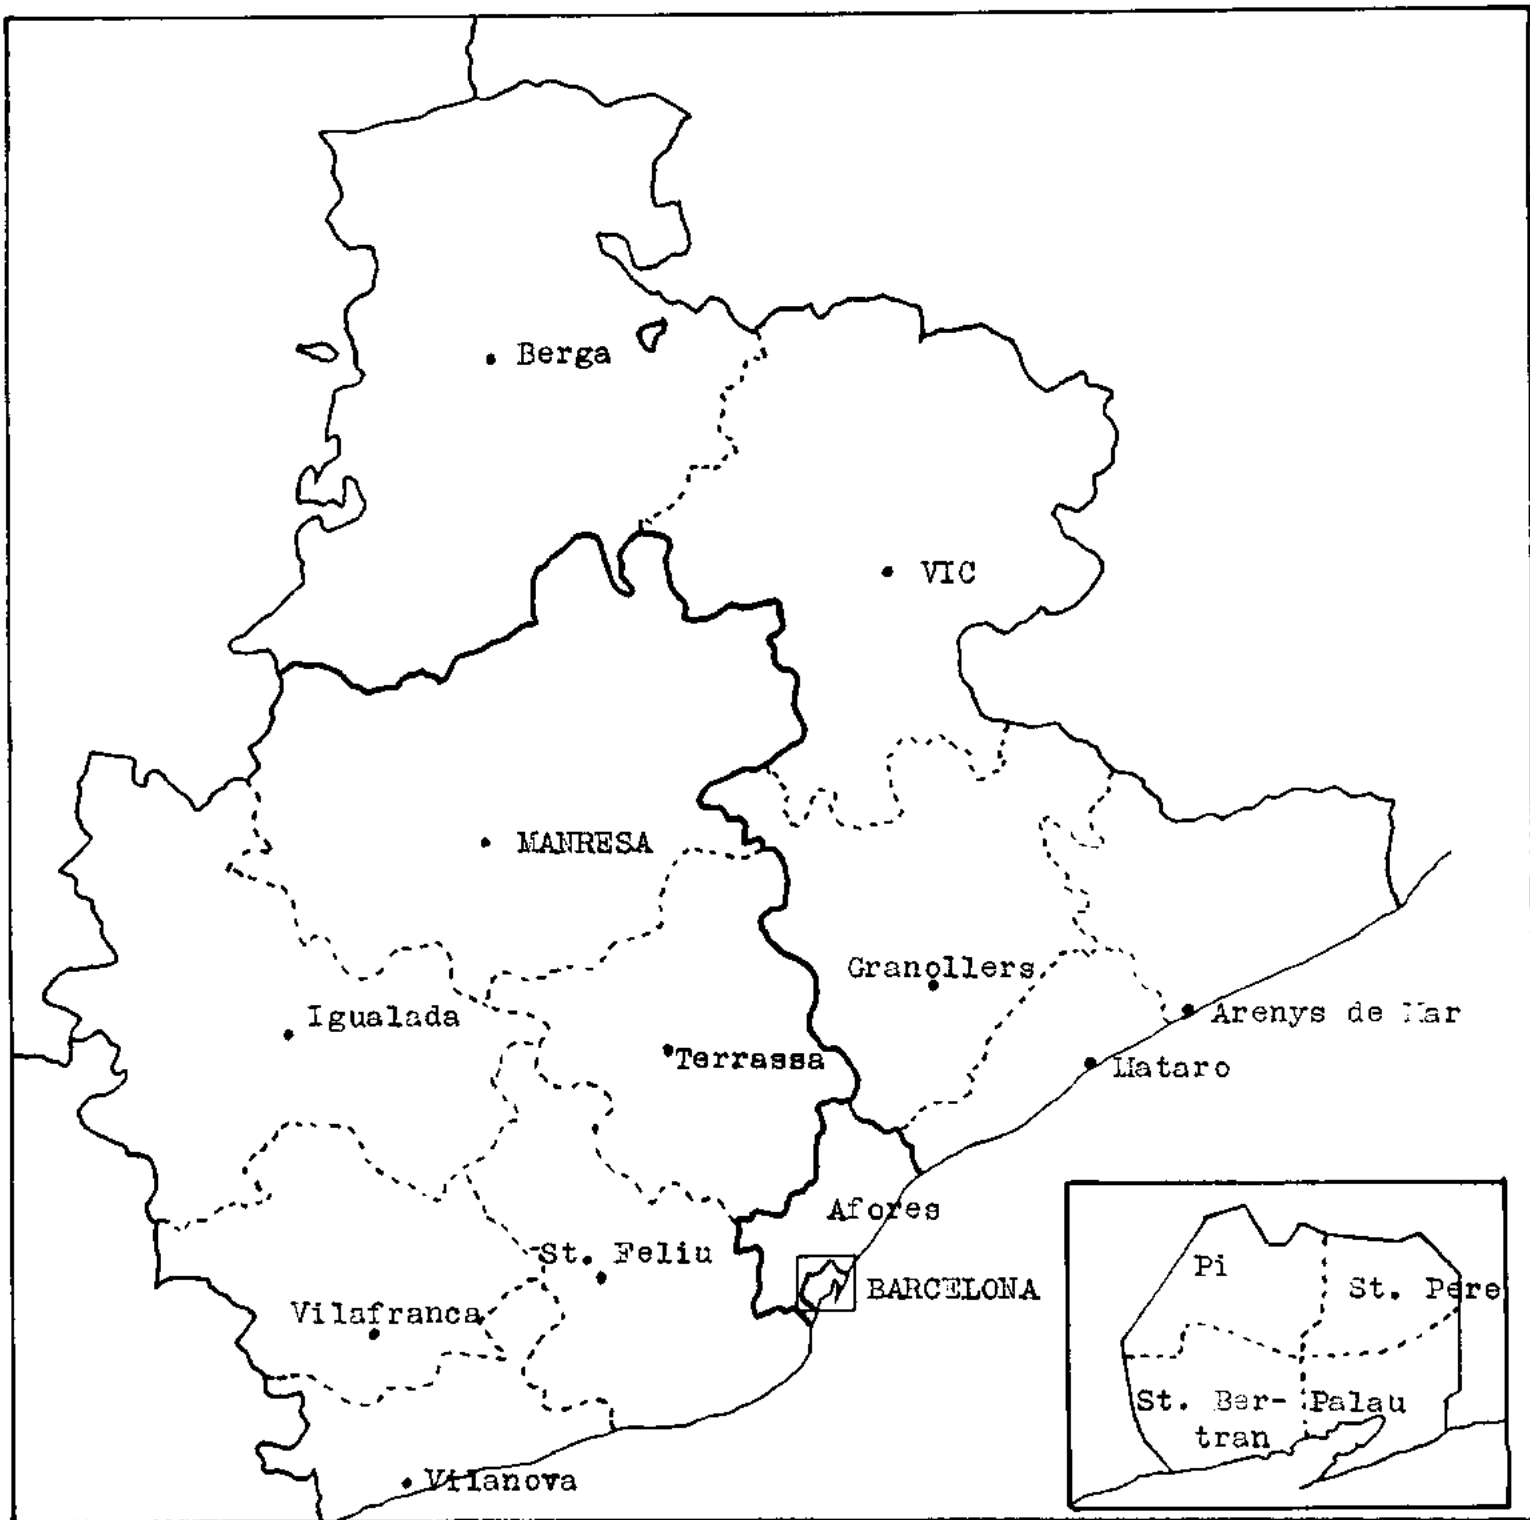 Berga
VIC
MANRESA
Granollers
Igualada
Arenys de Mar
Terrassa
Mataro
Afores
St. Feliu
BARCELONA
Vilafranca
Vilanova
Pi
St. Pere
St. Ber-
tran
Palau